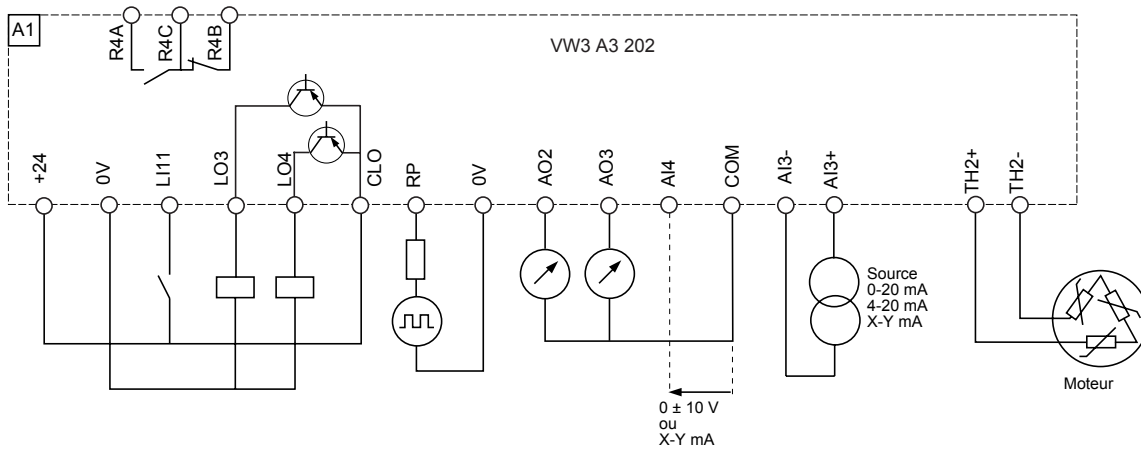 A1
R4A
R4C
R4B
VW3 A3 202
+24
0V
LI11
LO3
LO4
CLO
RP
0V
AO2
AO3
AI4
COM
AI3-
AI3+
TH2+
TH2-
Source
0-20 mA
4-20 mA
X-Y mA
Moteur
0 ± 10 V
ou
X-Y mA